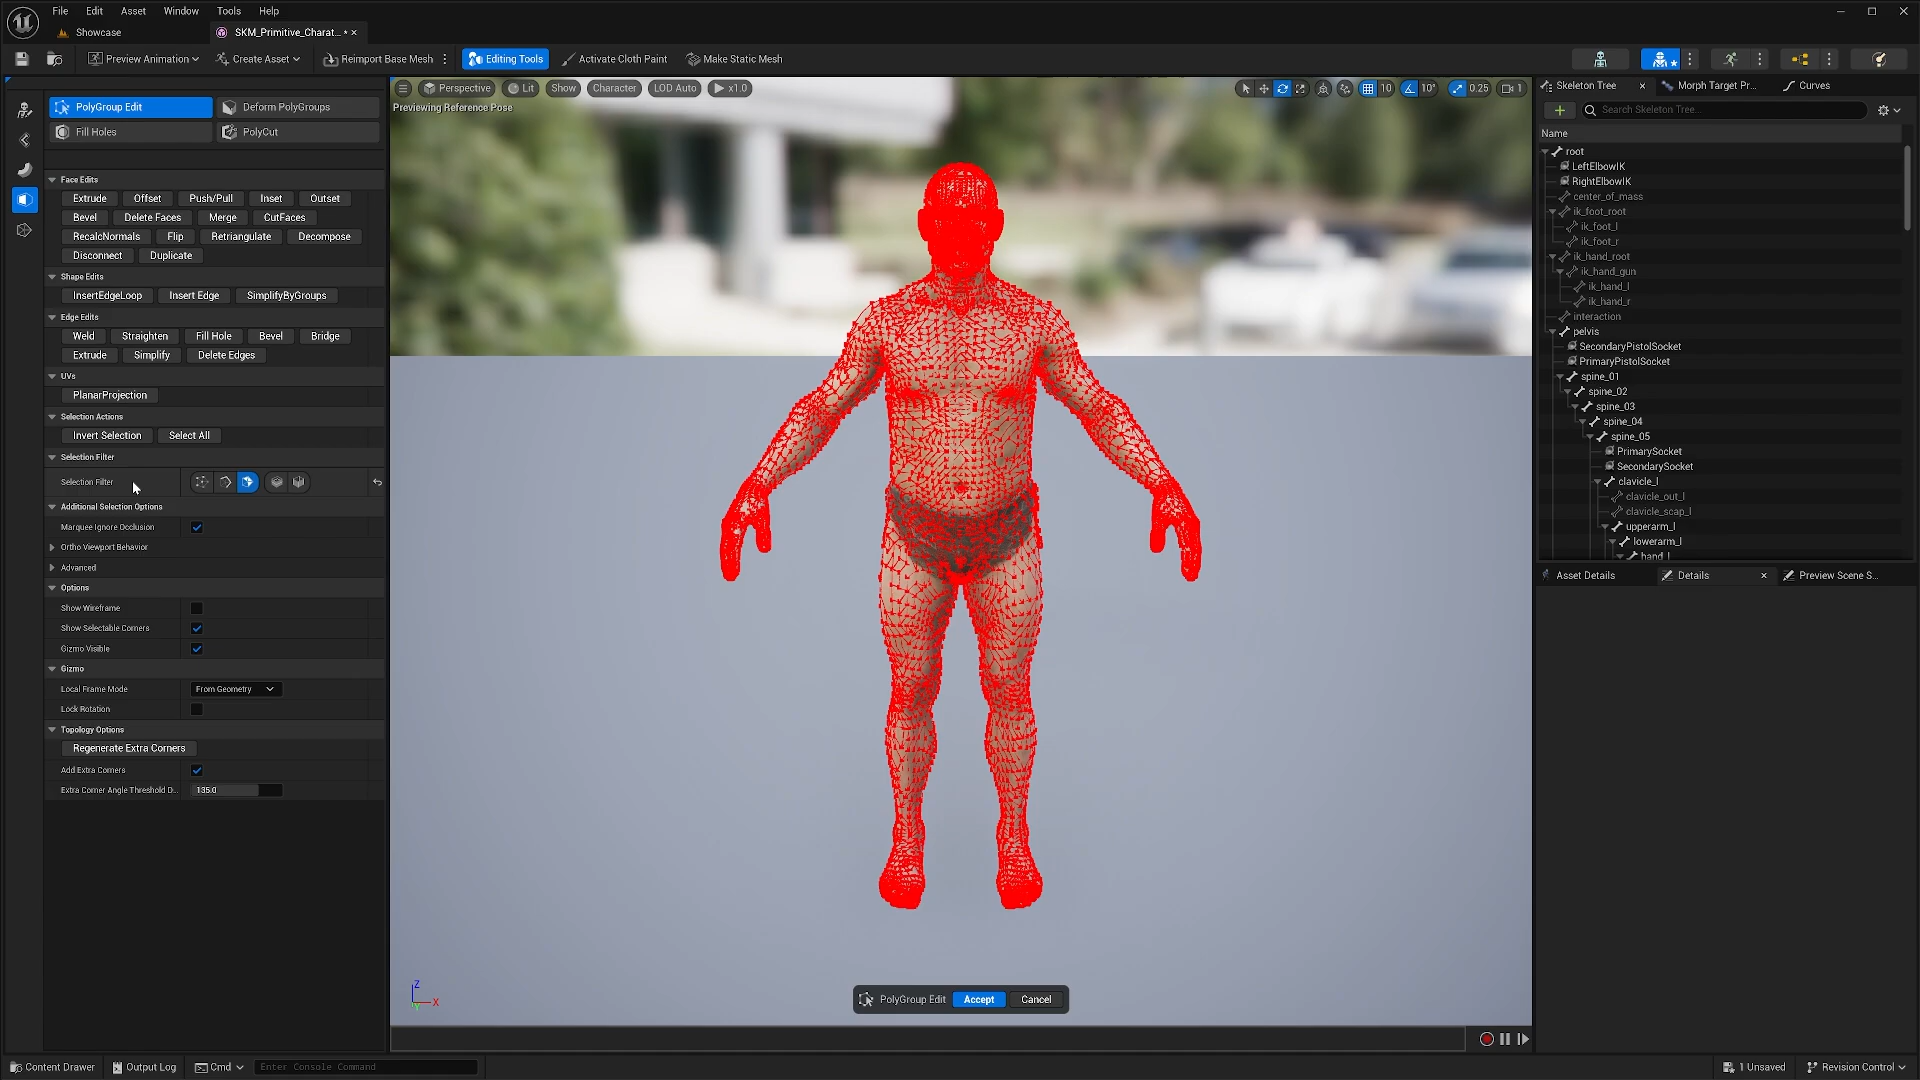 File Edit Asset Window Tools Help
Showcase SKM_Primitive_Charat... *
Preview Animation Create Asset Reimport Base Mesh Editing Tools Activate Cloth Paint Make Static Mesh
PolyGroup Edit Deform PolyGroups
Fill Holes PolyCut
Face Edits
Extrude Offset Push/Pull Inset Outset
Bevel Delete Faces Merge CutFaces
RecalcNormals Flip Retriangulate Decompose
Disconnect Duplicate
Shape Edits
InsertEdgeLoop Insert Edge SimplifyByGroups
Edge Edits
Weld Straighten Fill Hole Bevel Bridge
Extrude Simplify Delete Edges
UVs
PlanarProjection
Selection Actions
Invert Selection Select All
Selection Filter
Selection Filter
Additional Selection Options
Marquee Ignore Occlusion
Ortho Viewport Behavior
Advanced
Options
Show Wireframe
Show Selectable Corners
Gizmo Visible
Gizmo
Local Frame Mode From Geometry
Lock Rotation
Topology Options
Regenerate Extra Corners
Add Extra Corners
Extra Corner Angle Threshold D... 135.0
Perspective Lit Show Character LOD Auto x1.0 10 10° 0.25 1
Previewing Reference Pose
Z
X
Y
PolyGroup Edit Accept Cancel
Skeleton Tree Morph Target Pr... Curves
Search Skeleton Tree...
Name
root
LeftElbowIK
RightElbowIK
center_of_mass
ik_foot_root
ik_foot_l
ik_foot_r
ik_hand_root
ik_hand_gun
ik_hand_l
ik_hand_r
interaction
pelvis
SecondaryPistolSocket
PrimaryPistolSocket
spine_01
spine_02
spine_03
spine_04
spine_05
PrimarySocket
SecondarySocket
clavicle_l
clavicle_out_l
clavicle_scap_l
upperarm_l
lowerarm_l
hand_l
Asset Details Details Preview Scene S...
Content Drawer Output Log Cmd Enter Console Command 1 Unsaved Revision Control